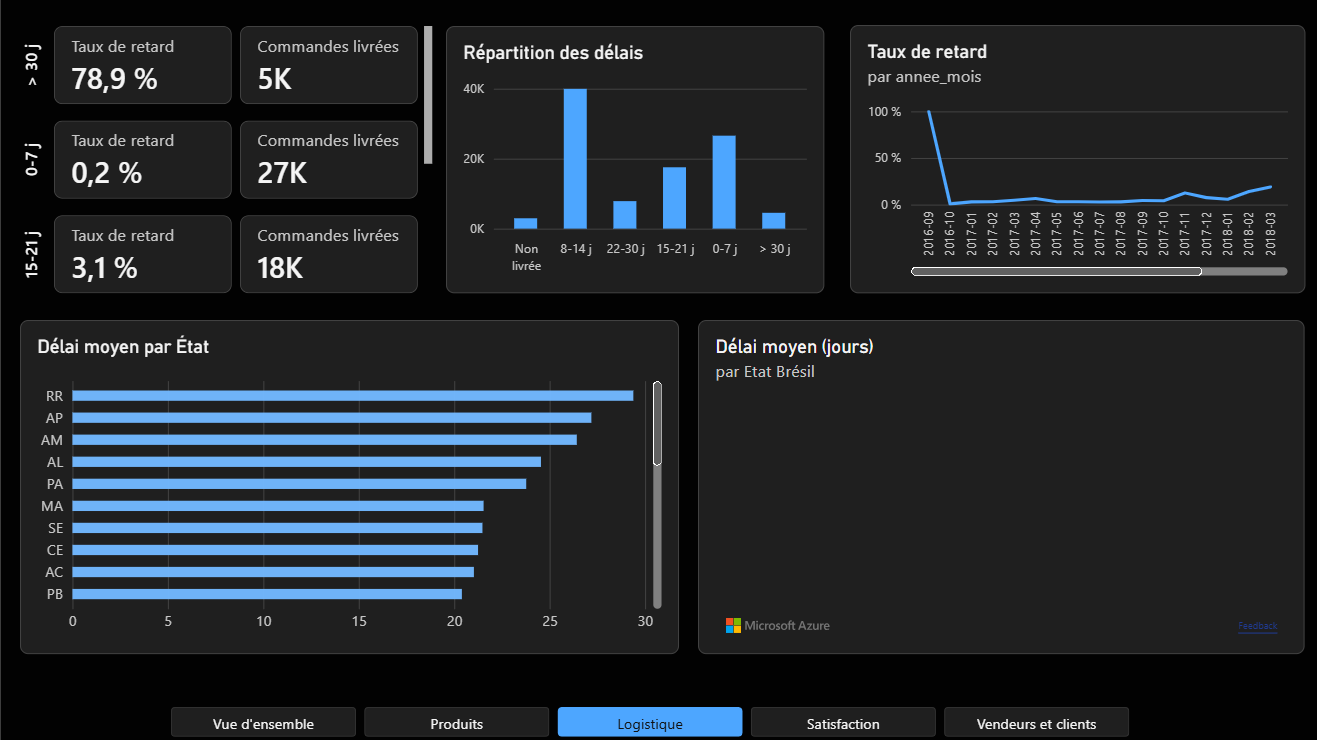 > 30 j
Taux de retard
78,9 %
Commandes livrées
5K
0-7 j
Taux de retard
0,2 %
Commandes livrées
27K
15-21 j
Taux de retard
3,1 %
Commandes livrées
18K
Répartition des délais
40K
20K
0K
Non
livrée
8-14 j
22-30 j
15-21 j
0-7 j
> 30 j
Taux de retard
par annee_mois
100 %
50 %
0 %
2016-09
2016-10
2017-01
2017-02
2017-03
2017-04
2017-05
2017-06
2017-07
2017-08
2017-09
2017-10
2017-11
2017-12
2018-01
2018-02
2018-03
Délai moyen par État
RR
AP
AM
AL
PA
MA
SE
CE
AC
PB
0 5 10 15 20 25 30
Délai moyen (jours)
par Etat Brésil
Microsoft Azure
Feedback
Vue d'ensemble
Produits
Logistique
Satisfaction
Vendeurs et clients